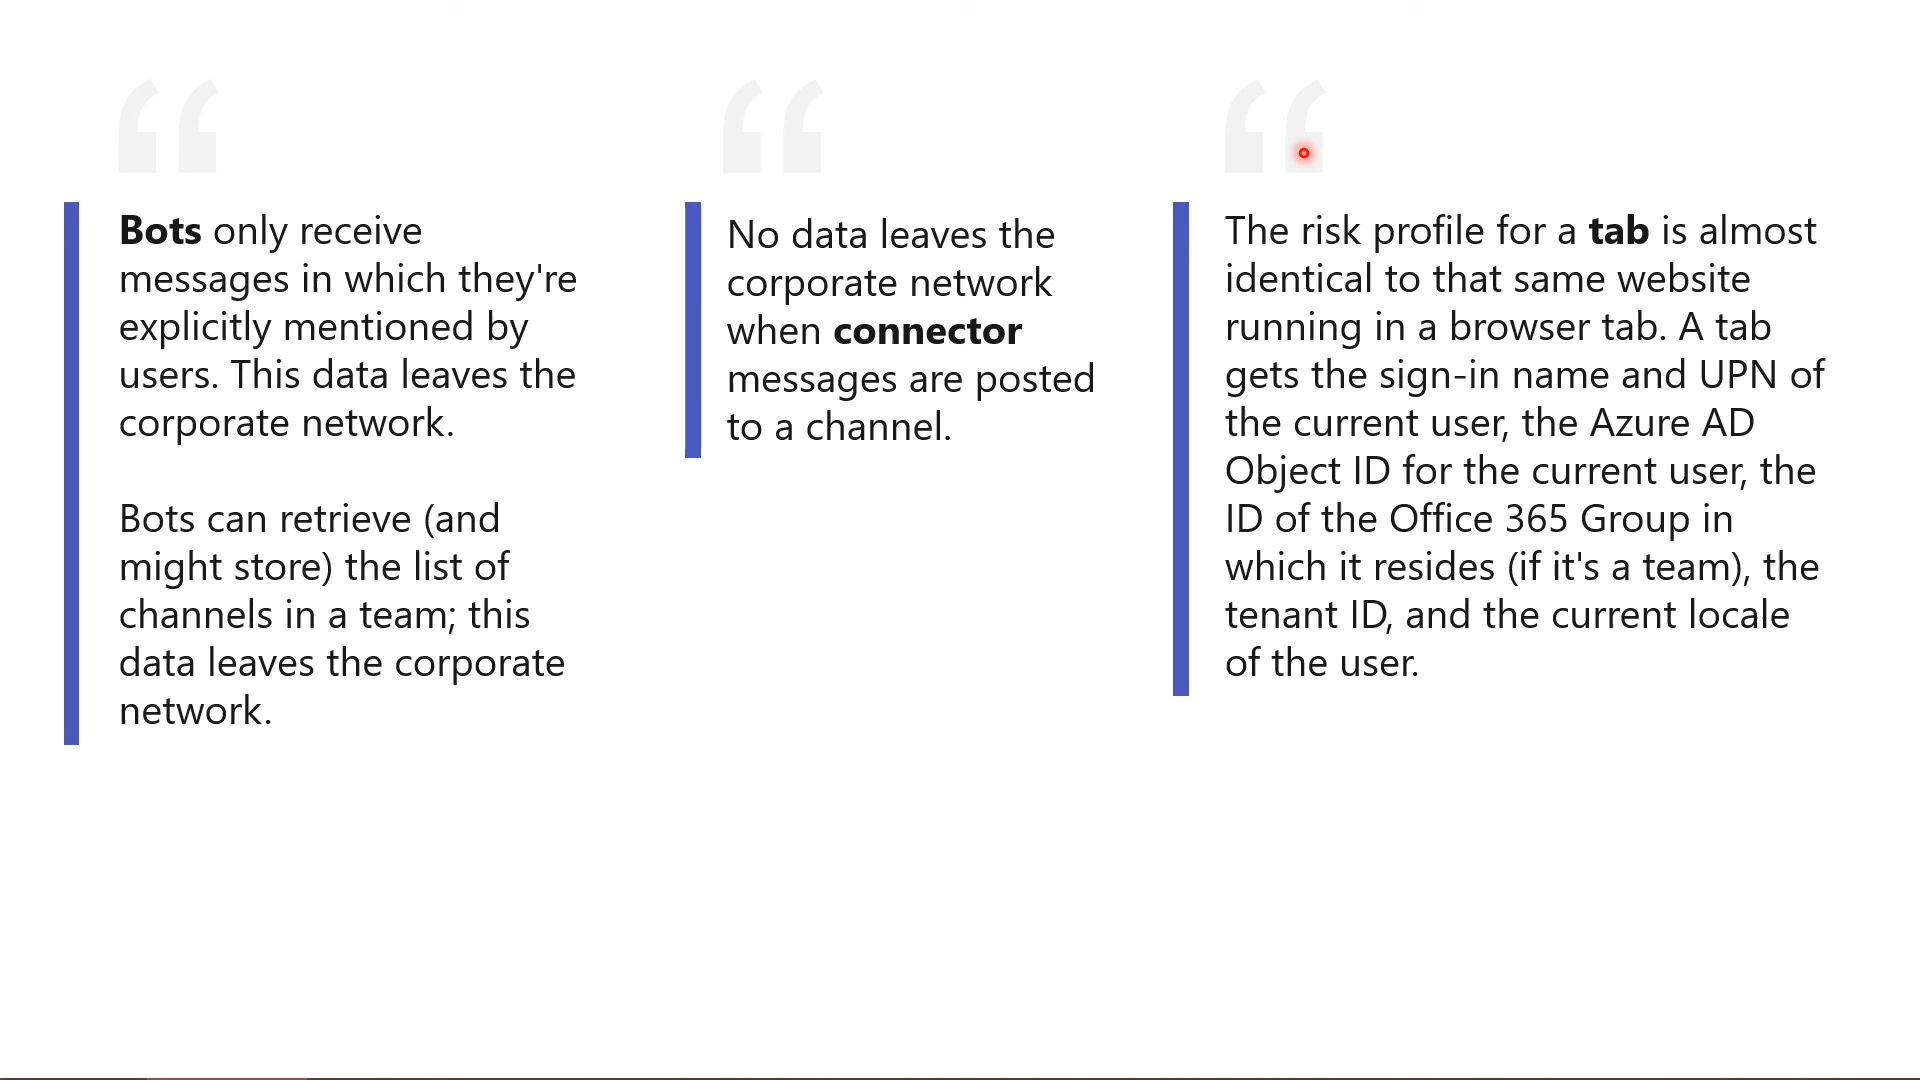 Bots only receive
messages in which they're
explicitly mentioned by
users. This data leaves the
corporate network.
Bots can retrieve (and
might store) the list of
channels in a team; this
data leaves the corporate
network.
No data leaves the
corporate network
when connector
messages are posted
to a channel.
The risk profile for a tab is almost
identical to that same website
running in a browser tab. A tab
gets the sign-in name and UPN of
the current user, the Azure AD
Object ID for the current user, the
ID of the Office 365 Group in
which it resides (if it's a team), the
tenant ID, and the current locale
of the user.